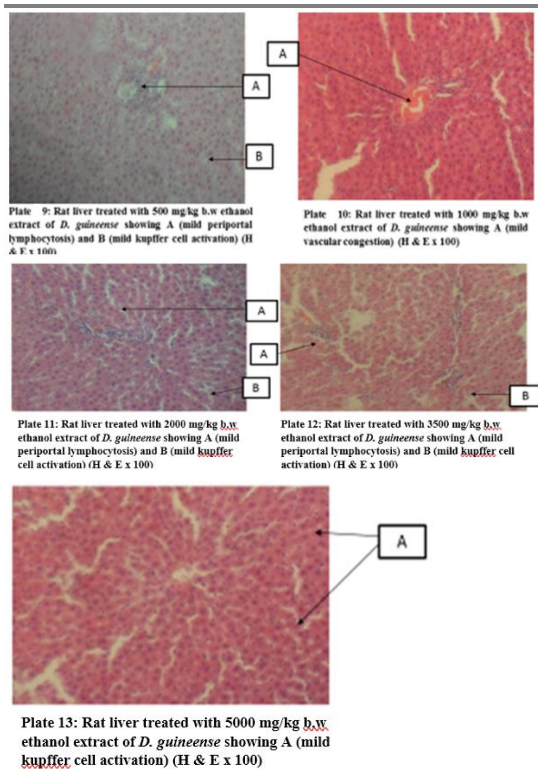 A
B
Plate 9: Rat liver treated with 500 mg/kg b.w ethanol
extract of D. guineense showing A (mild periportal
lymphocytosis) and B (mild kupffer cell activation) (H
& E x 100)
A
Plate 10: Rat liver treated with 1000 mg/kg b.w
ethanol extract of D. guineense showing A (mild
vascular congestion) (H & E x 100)
A
B
Plate 11: Rat liver treated with 2000 mg/kg b.w
ethanol extract of D. guineense showing A (mild
periportal lymphocytosis) and B (mild kupffer
cell activation) (H & E x 100)
A
B
Plate 12: Rat liver treated with 3500 mg/kg b.w
ethanol extract of D. guineense showing A (mild
periportal lymphocytosis) and B (mild kupffer cell
activation) (H & E x 100)
A
Plate 13: Rat liver treated with 5000 mg/kg b.w
ethanol extract of D. guineense showing A (mild
kupffer cell activation) (H & E x 100)